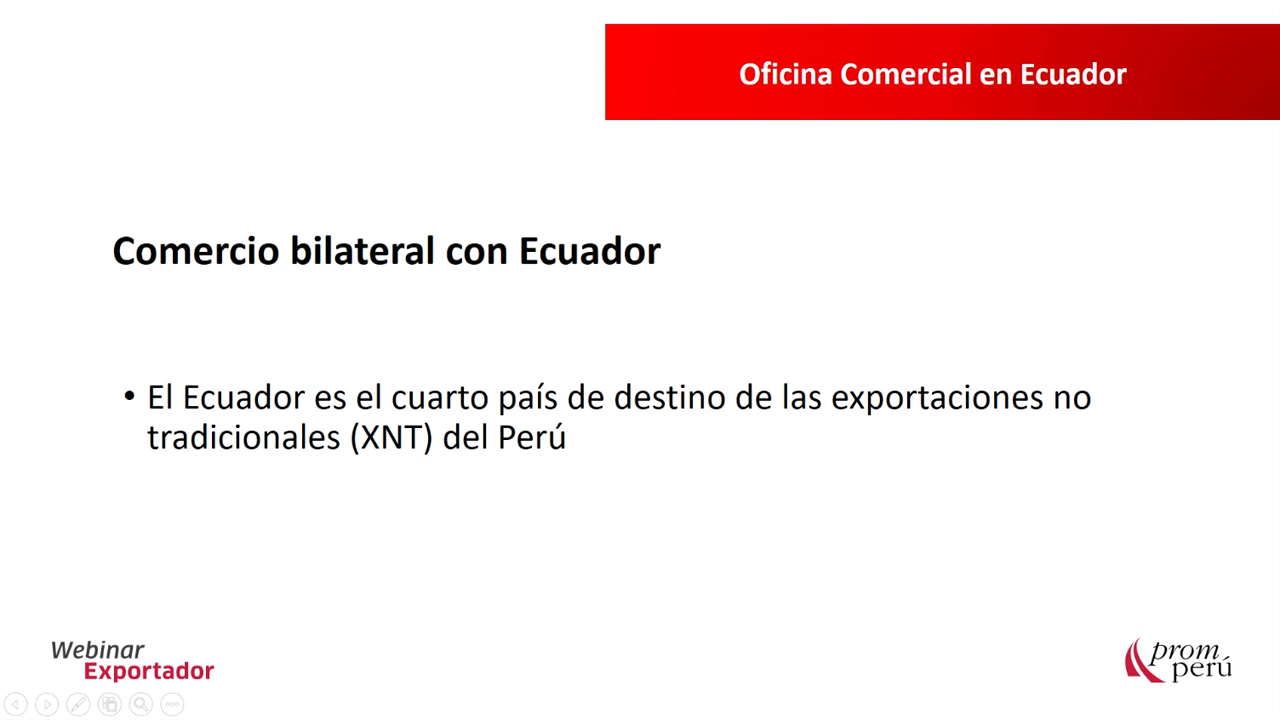 Oficina Comercial en Ecuador
Comercio bilateral con Ecuador
• El Ecuador es el cuarto país de destino de las exportaciones no
tradicionales (XNT) del Perú
Webinar
Exportador
prom
perú